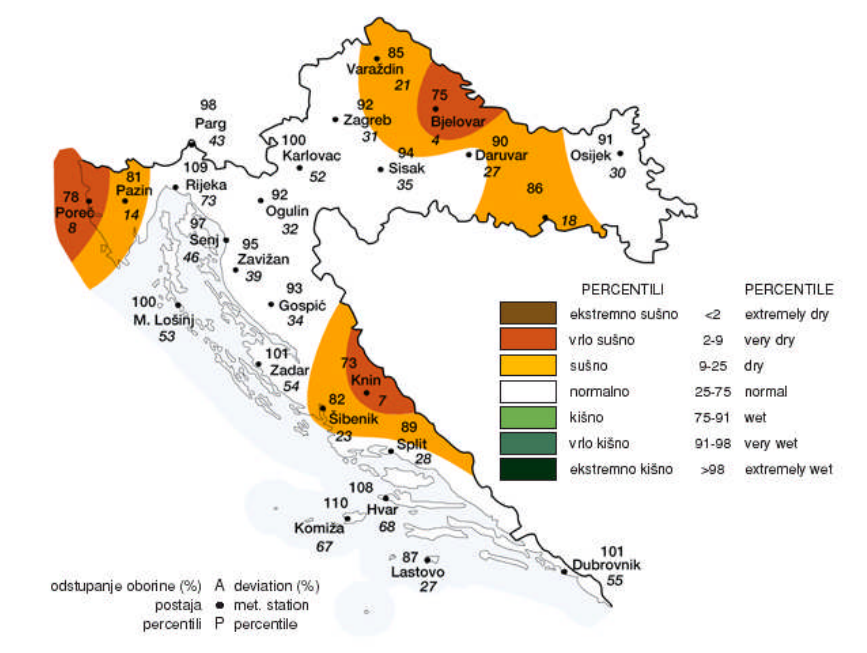 85
Varaždin
21
75
Bjelovar
4
98
Parg
43
92
Zagreb
31
100
Karlovac
52
94
Sisak
35
90
Daruvar
27
91
Osijek
30
86
18
109
Rijeka
73
81
Pazin
14
78
Poreč
8
92
Ogulin
32
97
Senj
46
95
Zavižan
39
93
Gospić
34
100
M. Lošinj
53
101
Zadar
54
73
Knin
7
82
Šibenik
23
89
Split
28
108
Hvar
68
110
Komiža
67
87
Lastovo
27
101
Dubrovnik
55
PERCENTILI PERCENTILE
ekstremno sušno <2 extremely dry
vrlo sušno 2-9 very dry
sušno 9-25 dry
normalno 25-75 normal
kišno 75-91 wet
vrlo kišno 91-98 very wet
ekstremno kišno >98 extremely wet
odstupanje oborine (%) A deviation (%)
postaja ● met. station
percentili P percentile